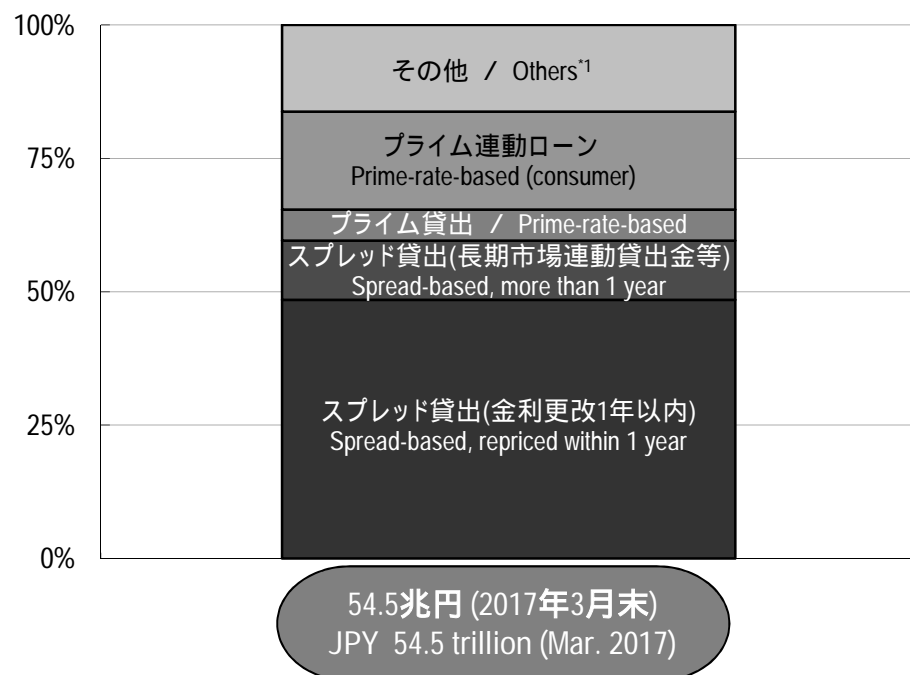 100%
その他 / Others*1
プライム連動ローン
75%
Prime-rate-based (consumer)
プライム貸出 / Prime-rate-based
スプレッド貸出(長期市場連動貸出金等)
Spread-based, more than 1 year
50%
スプレッド貸出(金利更改1年以内)
25%
Spread-based, repriced within 1 year
0%
54.5兆円 (2017年3月末)
JPY 54.5 trillion (Mar. 2017)